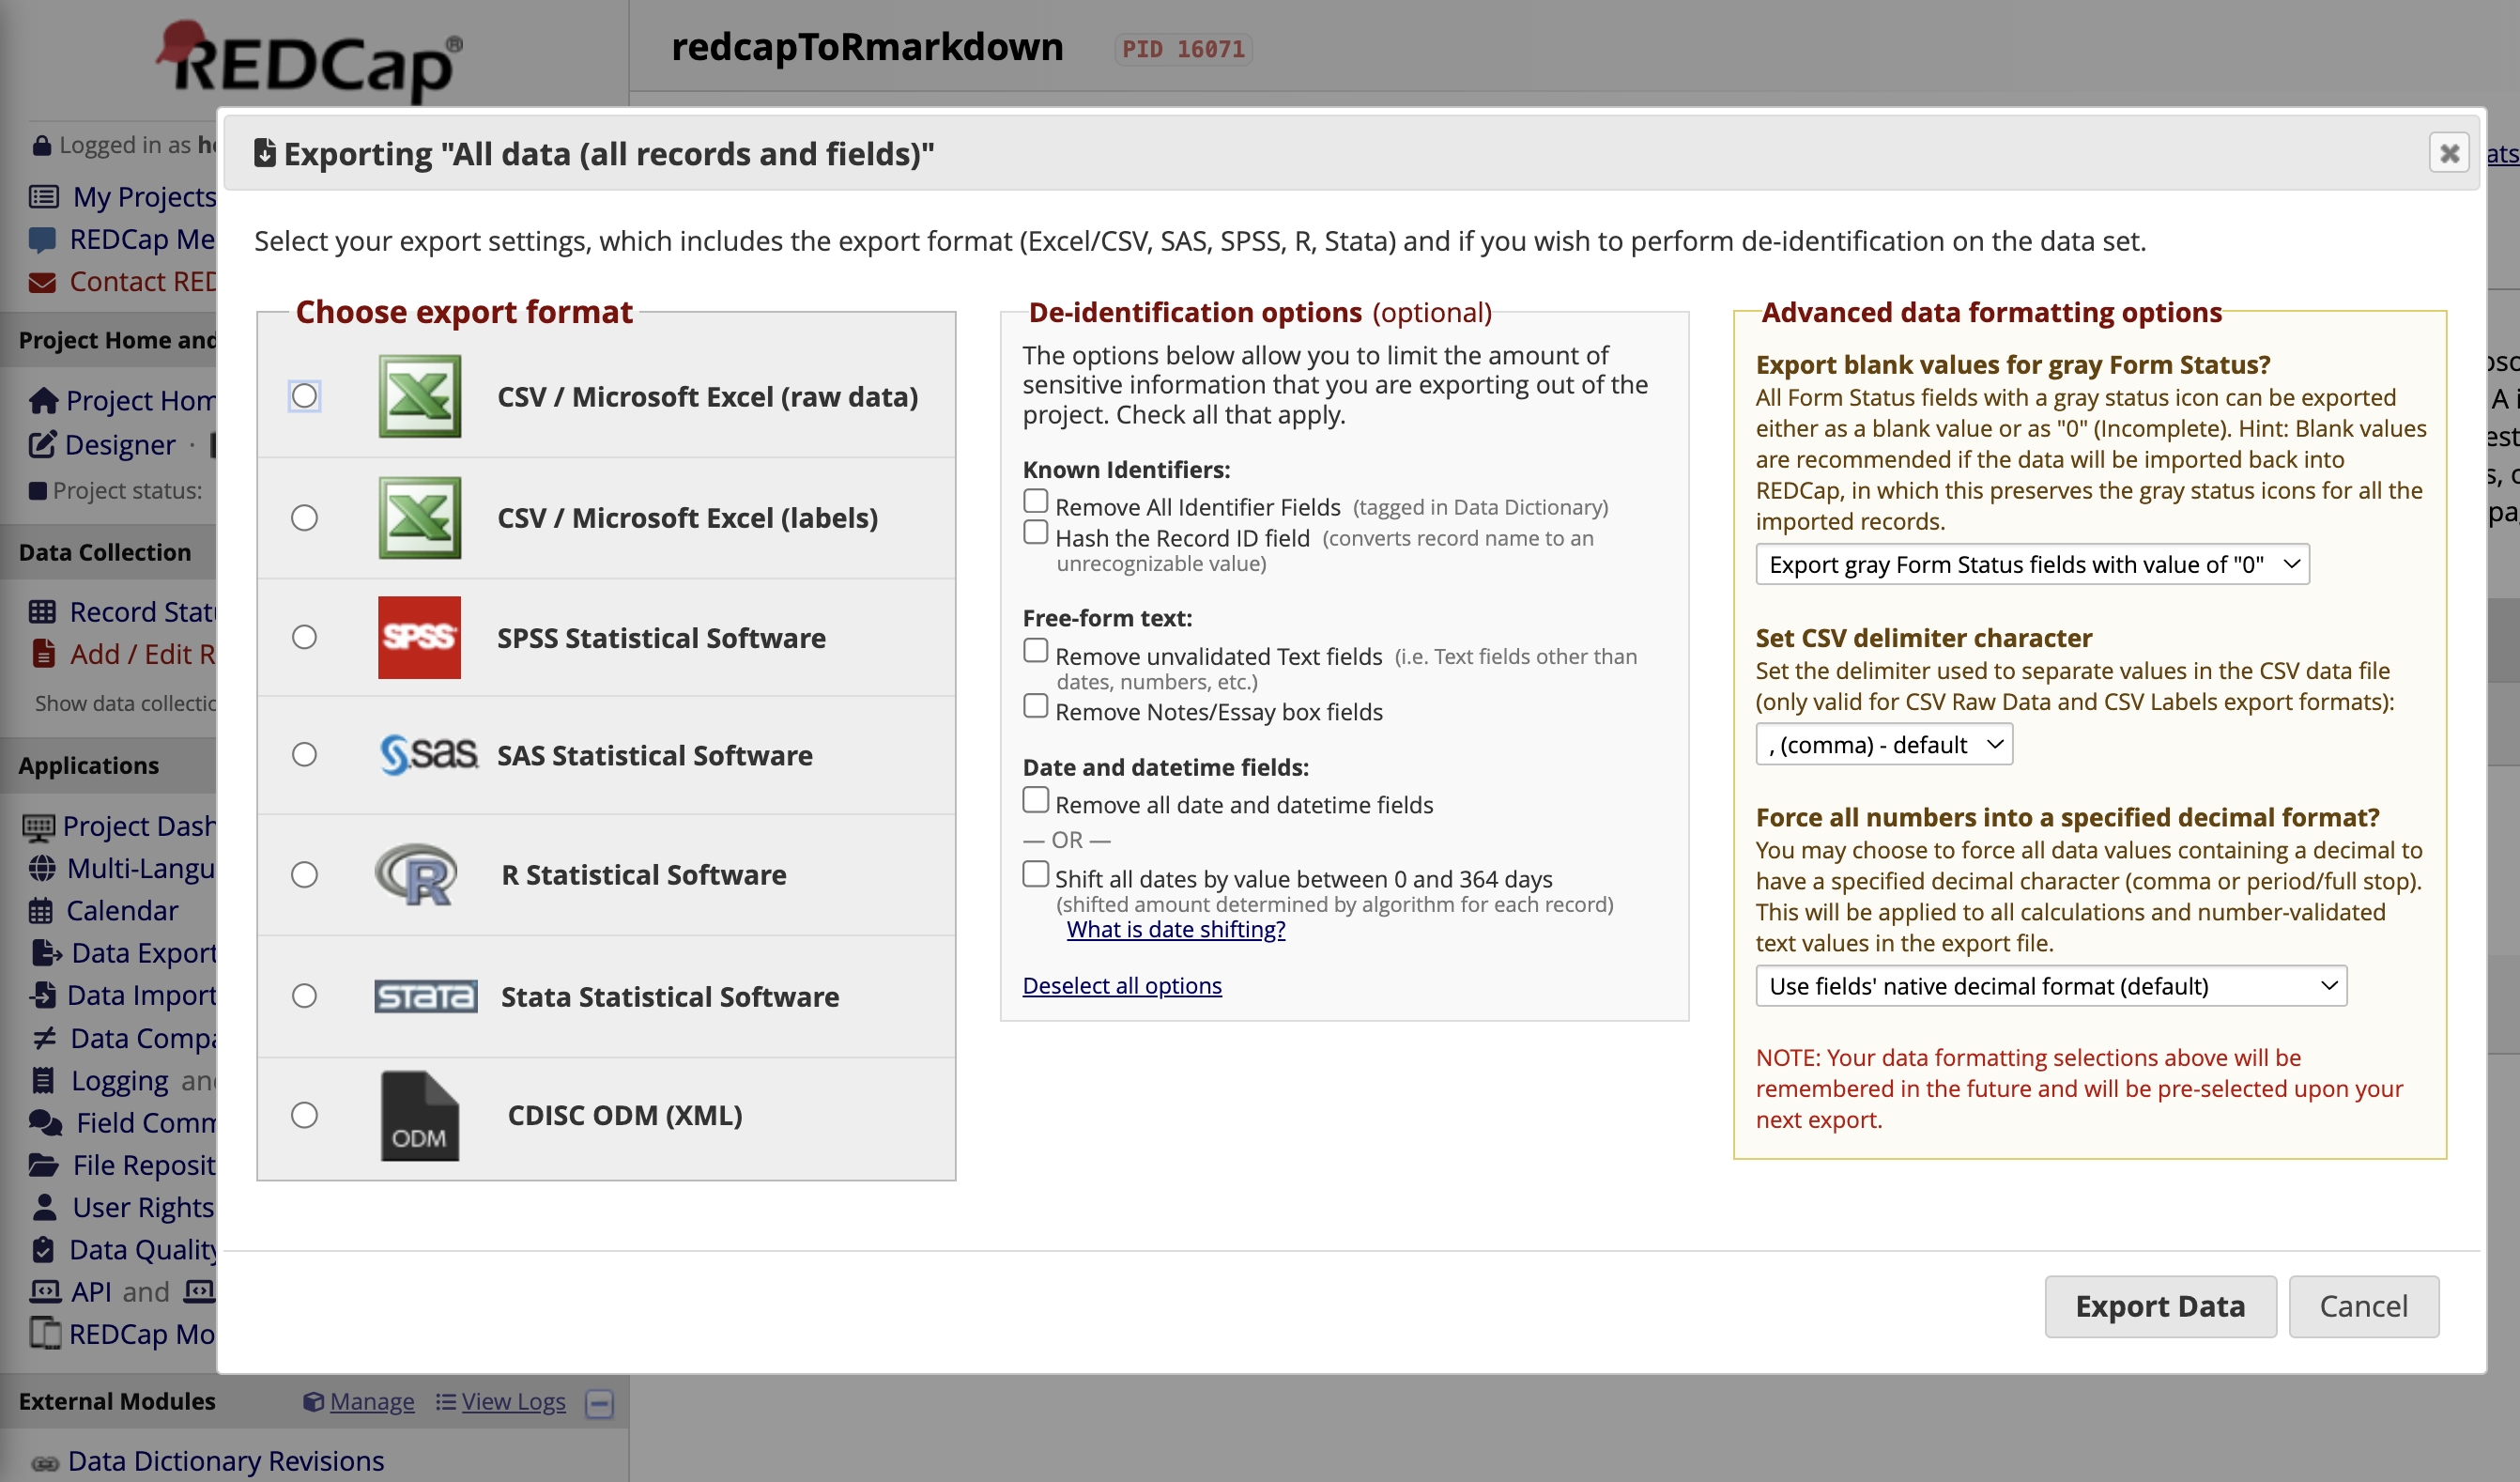 REDCap®
redcapToRmarkdown PID 16071
Logged in as
My Projects
REDCap Me
Contact RED
Project Home and
Project Hom
Designer ·
Project status:
Data Collection
Record Statu
Add / Edit R
Show data collectio
Applications
Project Dash
Multi-Langu
Calendar
Data Export
Data Import
Data Compa
Logging and
Field Comm
File Reposit
User Rights
Data Quality
API and
REDCap Mo
External Modules Manage View Logs
Data Dictionary Revisions
Exporting "All data (all records and fields)"
Select your export settings, which includes the export format (Excel/CSV, SAS, SPSS, R, Stata) and if you wish to perform de-identification on the data set.
Choose export format
CSV / Microsoft Excel (raw data)
CSV / Microsoft Excel (labels)
SPSS SPSS Statistical Software
sas SAS Statistical Software
R R Statistical Software
STATA Stata Statistical Software
ODM CDISC ODM (XML)
De-identification options (optional)
The options below allow you to limit the amount of
sensitive information that you are exporting out of the
project. Check all that apply.
Known Identifiers:
Remove All Identifier Fields (tagged in Data Dictionary)
Hash the Record ID field (converts record name to an
unrecognizable value)
Free-form text:
Remove unvalidated Text fields (i.e. Text fields other than
dates, numbers, etc.)
Remove Notes/Essay box fields
Date and datetime fields:
Remove all date and datetime fields
— OR —
Shift all dates by value between 0 and 364 days
(shifted amount determined by algorithm for each record)
What is date shifting?
Deselect all options
Advanced data formatting options
Export blank values for gray Form Status?
All Form Status fields with a gray status icon can be exported
either as a blank value or as "0" (Incomplete). Hint: Blank values
are recommended if the data will be imported back into
REDCap, in which this preserves the gray status icons for all the
imported records.
Export gray Form Status fields with value of "0"
Set CSV delimiter character
Set the delimiter used to separate values in the CSV data file
(only valid for CSV Raw Data and CSV Labels export formats):
, (comma) - default
Force all numbers into a specified decimal format?
You may choose to force all data values containing a decimal to
have a specified decimal character (comma or period/full stop).
This will be applied to all calculations and number-validated
text values in the export file.
Use fields' native decimal format (default)
NOTE: Your data formatting selections above will be
remembered in the future and will be pre-selected upon your
next export.
Export Data Cancel